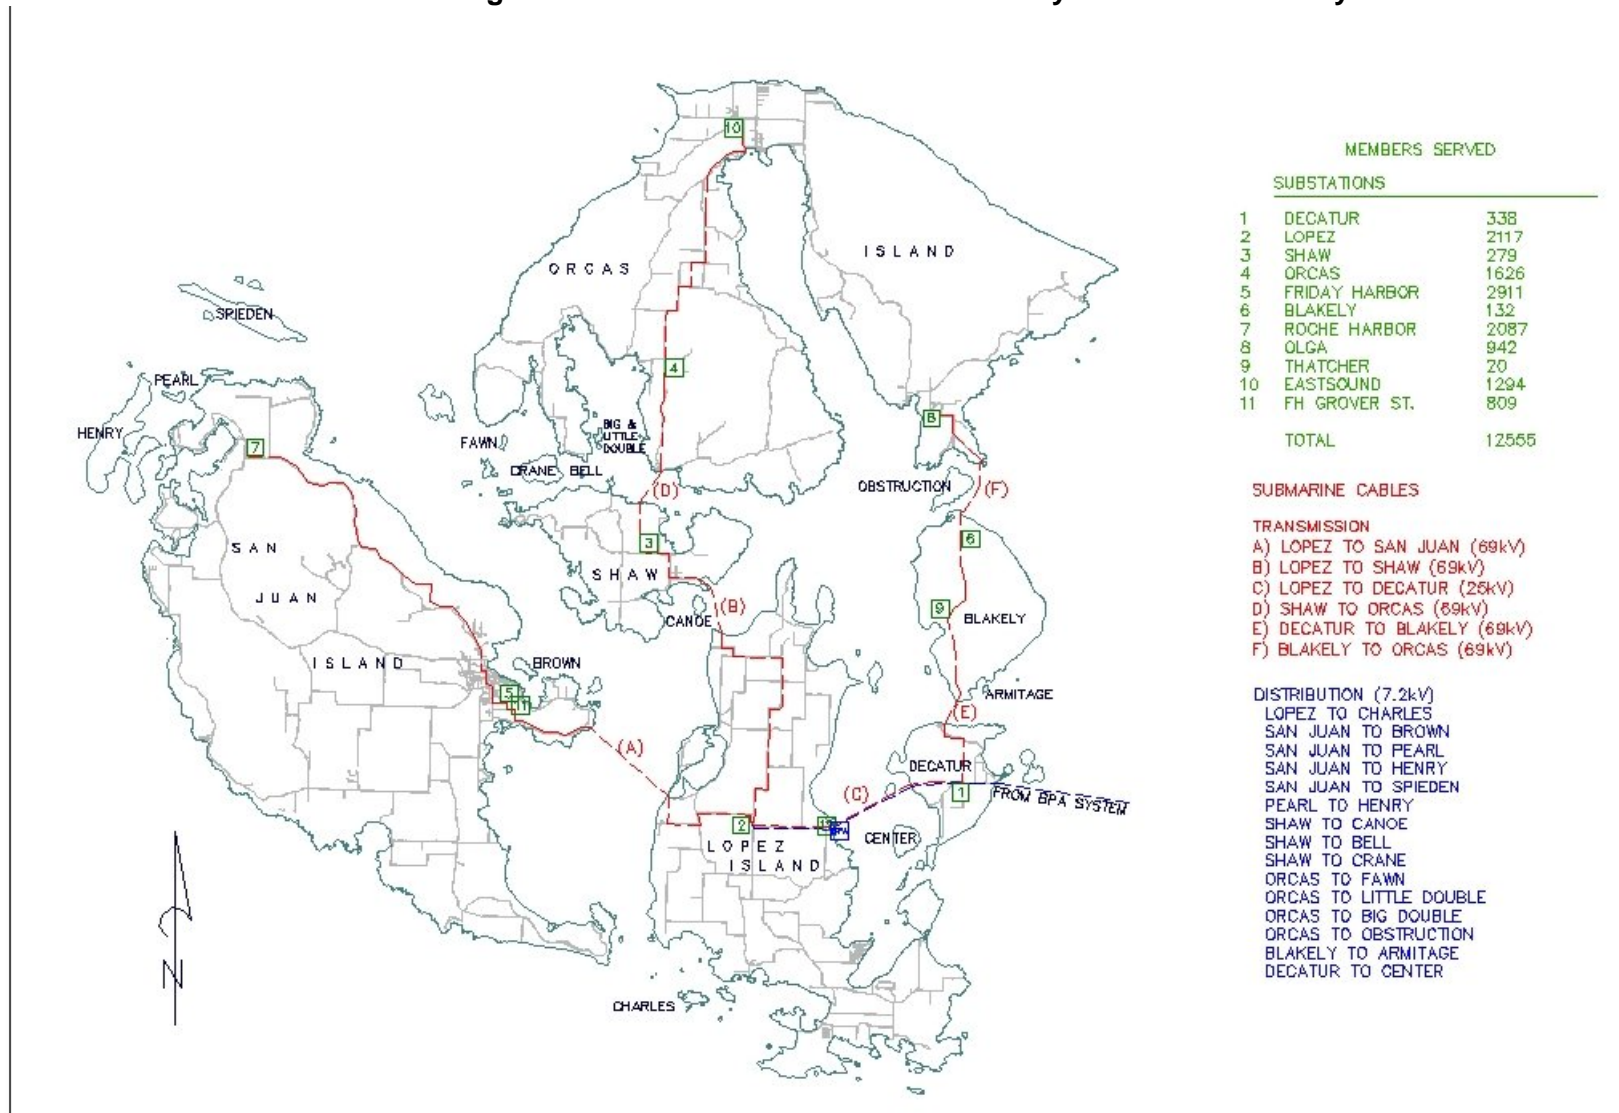 ORCAS
ISLAND
SPIEDEN
PEARL
HENRY
FAWN
BIG &
LITTLE
DOUBLE
CRANE BELL
OBSTRUCTION
SAN
JUAN
ISLAND
SHAW
CANOE
BLAKELY
BROWN
ARMITAGE
DECATUR
FROM BPA SYSTEM
CENTER
LOPEZ
ISLAND
CHARLES
N
(A)
(B)
(C)
(D)
(E)
(F)
10
4
8
7
3
6
9
5
11
1
2
BPA
MEMBERS SERVED
SUBSTATIONS
1 DECATUR 338
2 LOPEZ 2117
3 SHAW 279
4 ORCAS 1626
5 FRIDAY HARBOR 2911
6 BLAKELY 132
7 ROCHE HARBOR 2087
8 OLGA 942
9 THATCHER 20
10 EASTSOUND 1294
11 FH GROVER ST. 809
TOTAL 12555
SUBMARINE CABLES
TRANSMISSION
A) LOPEZ TO SAN JUAN (69kV)
B) LOPEZ TO SHAW (69kV)
C) LOPEZ TO DECATUR (25kV)
D) SHAW TO ORCAS (69kV)
E) DECATUR TO BLAKELY (69kV)
F) BLAKELY TO ORCAS (69kV)
DISTRIBUTION (7.2kV)
LOPEZ TO CHARLES
SAN JUAN TO BROWN
SAN JUAN TO PEARL
SAN JUAN TO HENRY
SAN JUAN TO SPIEDEN
PEARL TO HENRY
SHAW TO CANOE
SHAW TO BELL
SHAW TO CRANE
ORCAS TO FAWN
ORCAS TO LITTLE DOUBLE
ORCAS TO BIG DOUBLE
ORCAS TO OBSTRUCTION
BLAKELY TO ARMITAGE
DECATUR TO CENTER